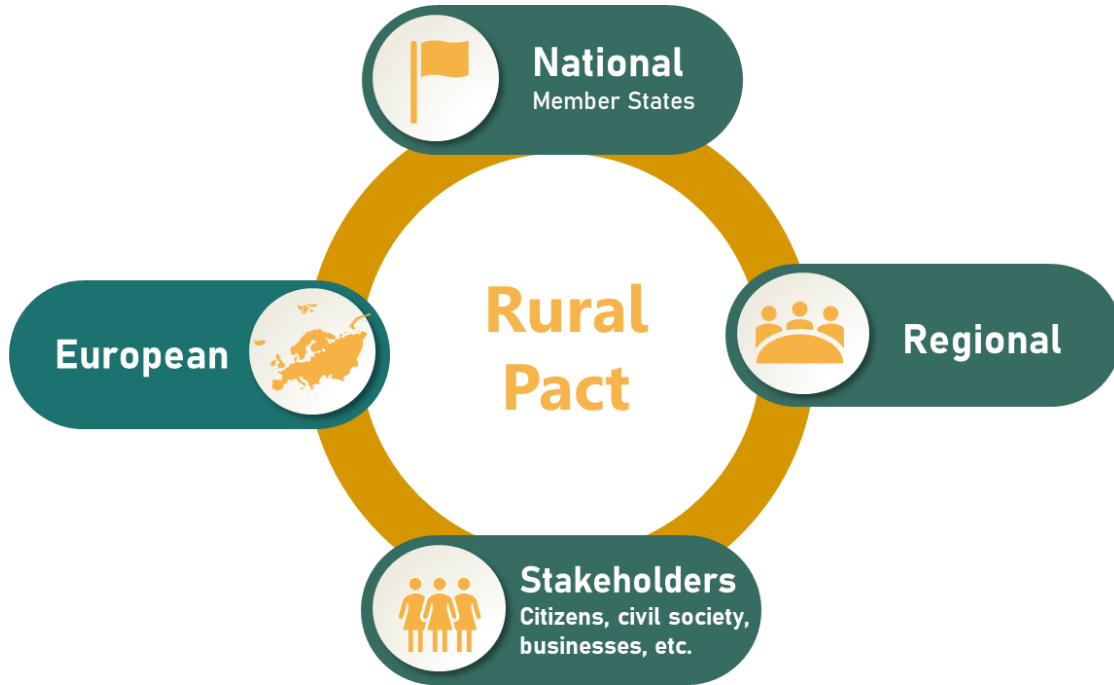 National
Member States
Rural
Pact
European
Regional
Stakeholders
Citizens, civil society,
businesses, etc.